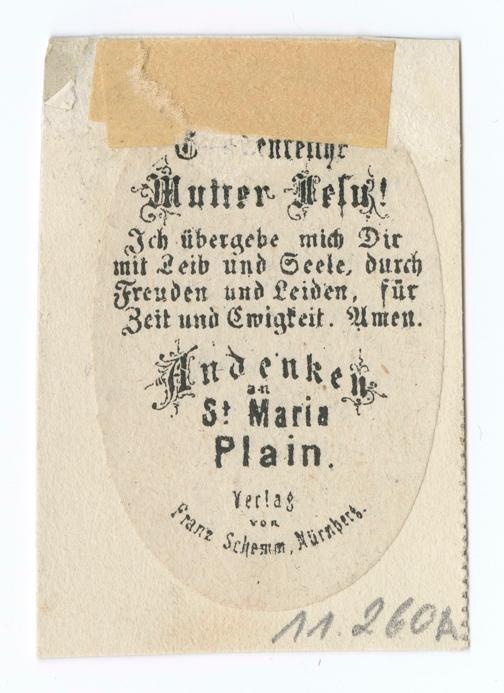 Mutter Jesu!
Ich übergebe mich Dir
mit Leib und Seele, durch
Freuden und Leiden, für
Zeit und Ewigkeit. Amen.
Andenken
an
St Maria
Plain.
Verlag
von
Franz Schemm, Nürnberg.
11.260A